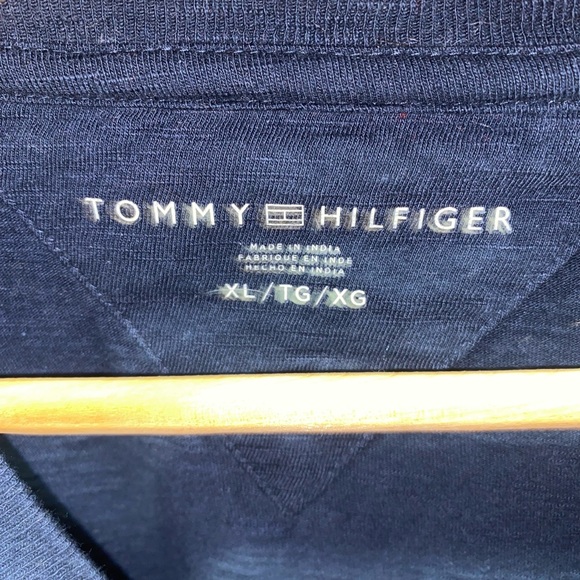 TOMMY HILFIGER
MADE IN INDIA
FABRIQUE EN INDE
HECHO EN INDIA
XL/TG/XG